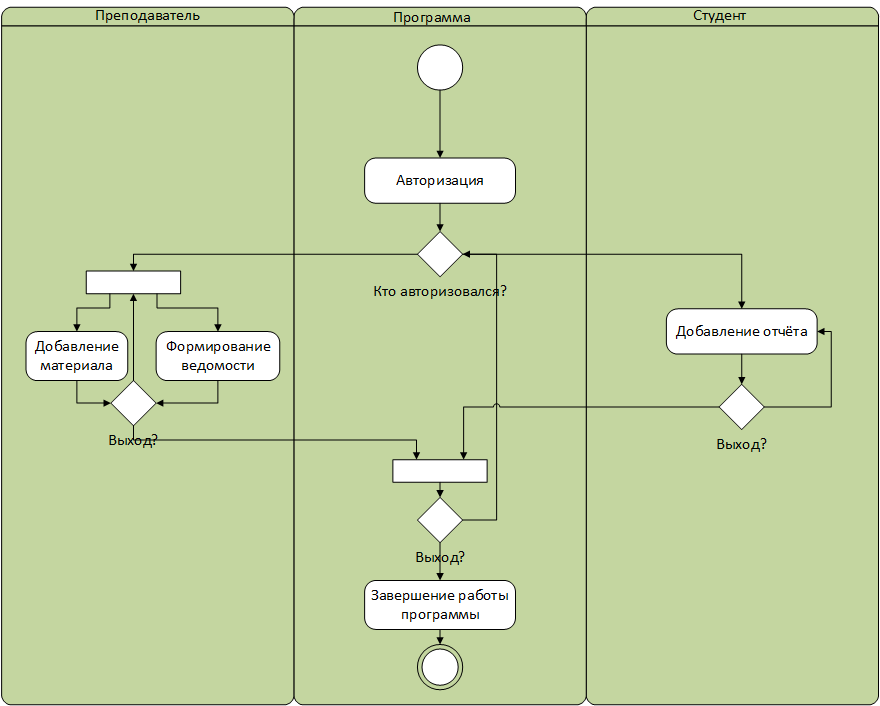 Преподаватель
Программа
Студент
Авторизация
Кто авторизовался?
Добавление
материала
Формирование
ведомости
Добавление отчёта
Выход?
Выход?
Выход?
Завершение работы
программы